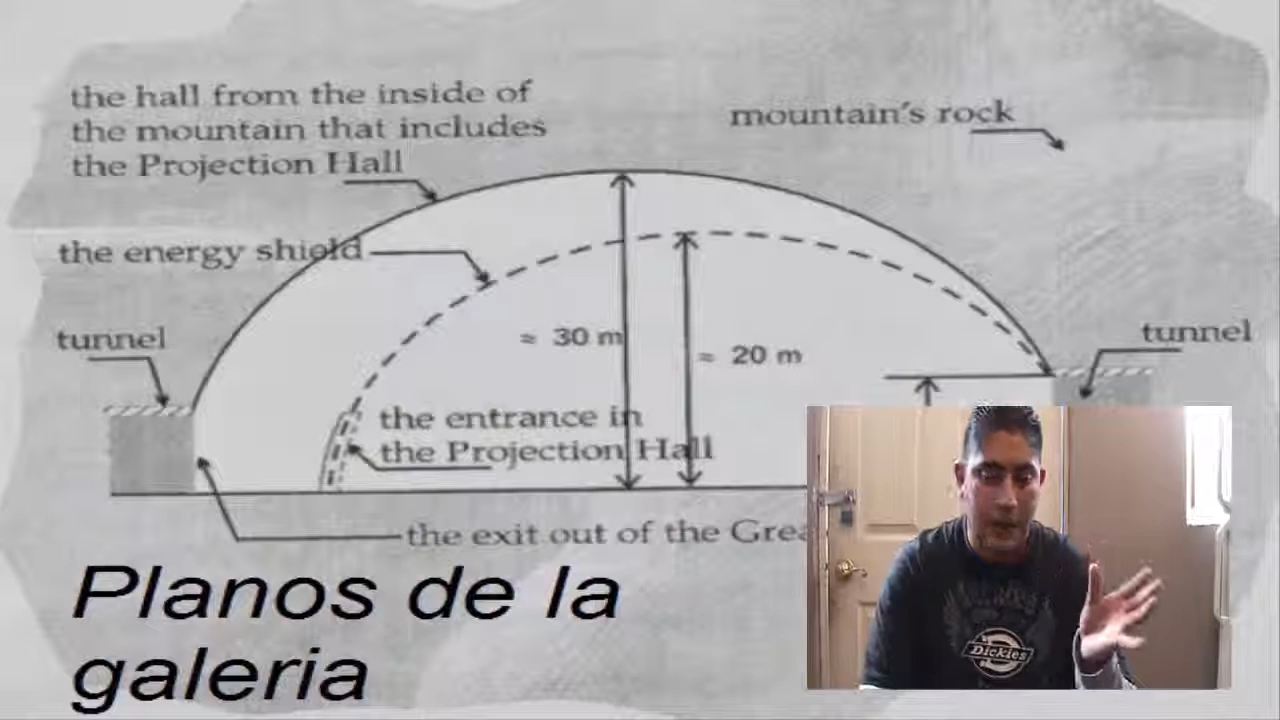 the hall from the inside of
the mountain that includes
the Projection Hall
mountain's rock
the energy shield
tunnel
tunnel
≈ 30 m
≈ 20 m
the entrance in
the Projection Hall
the exit out of the
Planos de la
galeria
Dickies